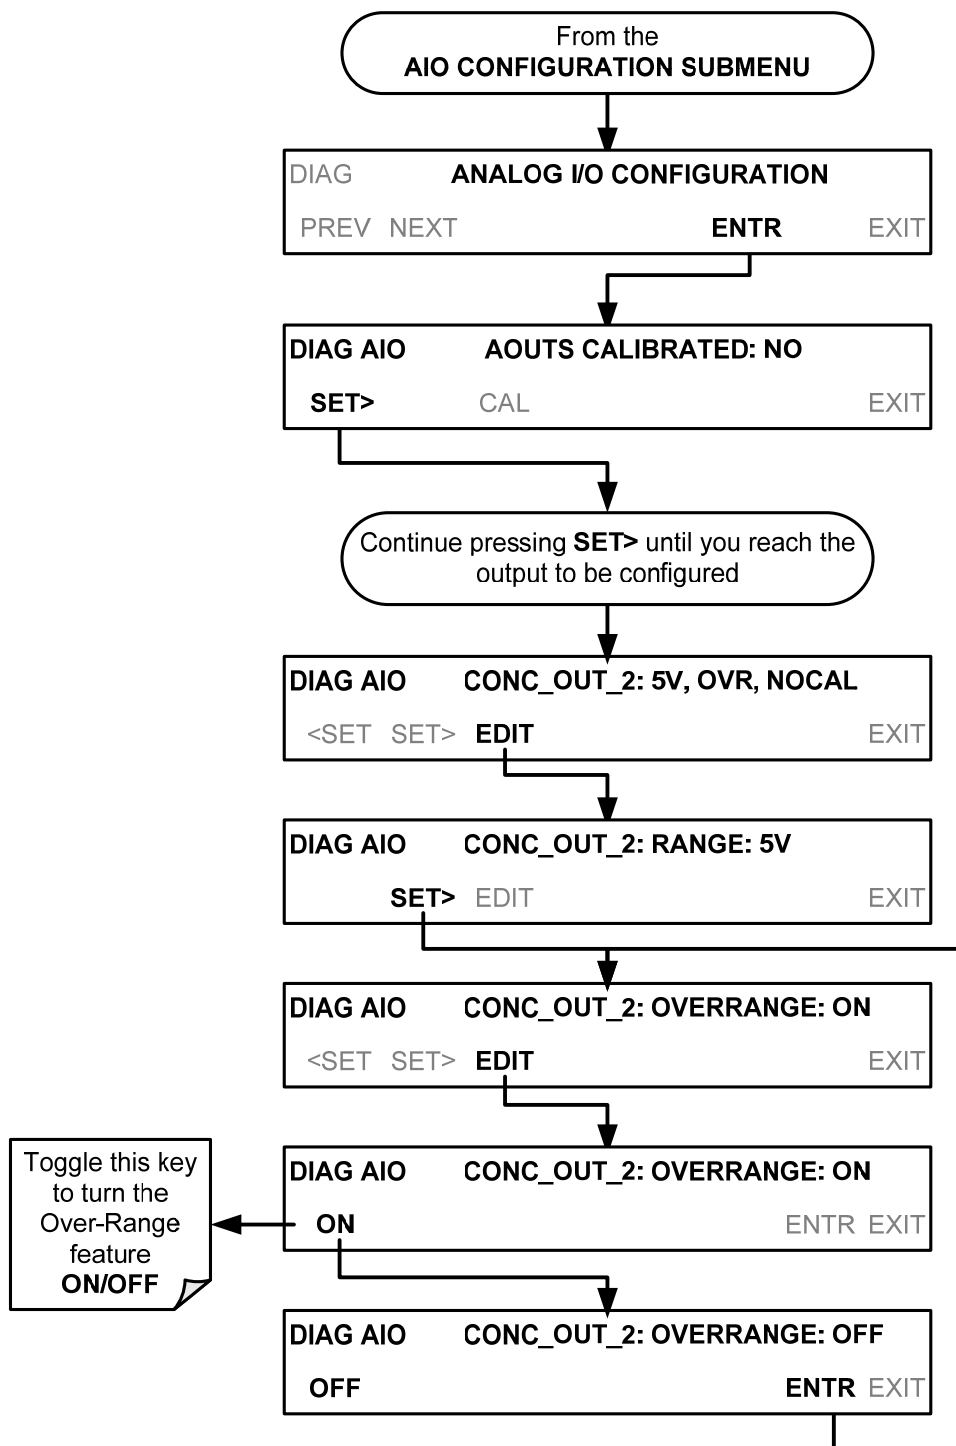 From the
AIO CONFIGURATION SUBMENU
DIAG ANALOG I/O CONFIGURATION
PREV NEXT ENTR EXIT
DIAG AIO AOUTS CALIBRATED: NO
SET> CAL EXIT
Continue pressing SET> until you reach the
output to be configured
DIAG AIO CONC_OUT_2: 5V, OVR, NOCAL
<SET SET> EDIT EXIT
DIAG AIO CONC_OUT_2: RANGE: 5V
SET> EDIT EXIT
DIAG AIO CONC_OUT_2: OVERRANGE: ON
<SET SET> EDIT EXIT
Toggle this key
to turn the
Over-Range
feature
ON/OFF
DIAG AIO CONC_OUT_2: OVERRANGE: ON
ON ENTR EXIT
DIAG AIO CONC_OUT_2: OVERRANGE: OFF
OFF ENTR EXIT